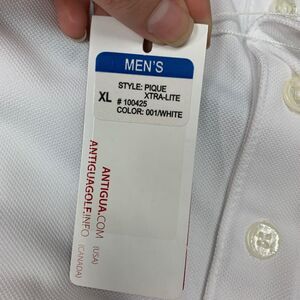 MEN'S
XL
STYLE: PIQUE
XTRA-LITE
# 100425
COLOR: 001/WHITE
ANTIGUA.COM (USA)
ANTIGUAGOLF.INFO (CANADA)